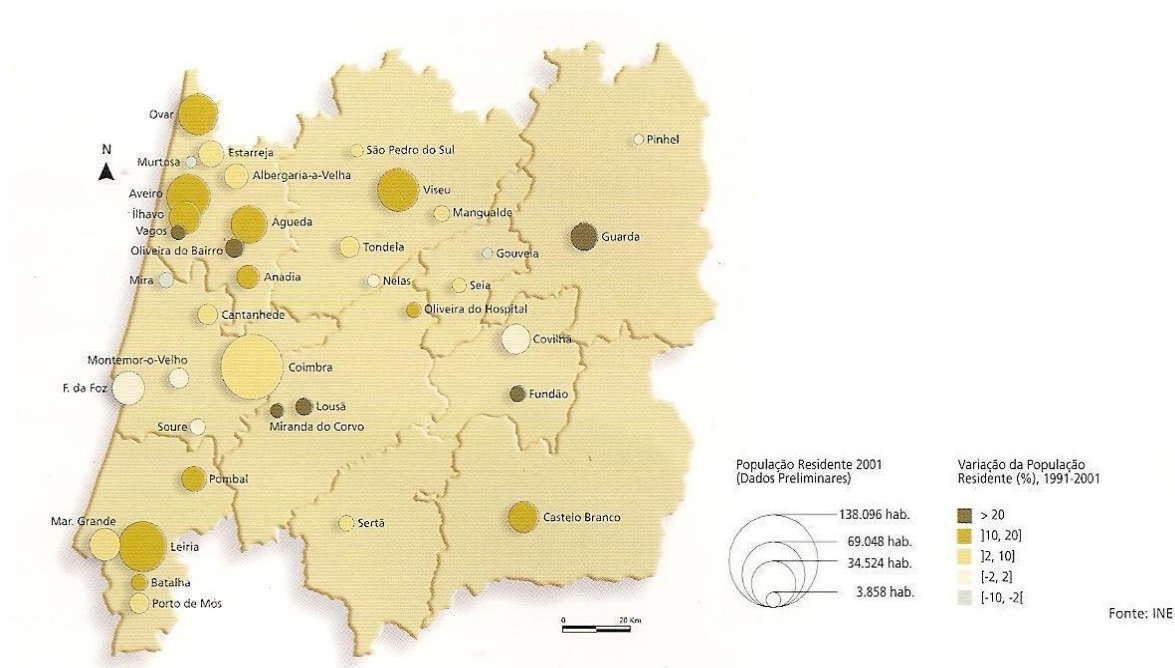 Ovar
Pinhel
São Pedro do Sul
Estarreja
N
Murtosa
Albergaria-a-Velha
Viseu
Aveiro
Mangualde
Ílhavo
Águeda
Vagos
Guarda
Oliveira do Bairro
Tondela
Gouveia
Mira
Anadia
Nelas
Seia
Oliveira do Hospital
Cantanhede
Covilhã
Montemor-o-Velho
Coimbra
F. da Foz
Fundão
Lousã
Miranda do Corvo
Soure
Pombal
Castelo Branco
Mar. Grande
Sertã
Leiria
Batalha
Porto de Mós
0
20 Km
População Residente 2001
(Dados Preliminares)
138.096 hab.
69.048 hab.
34.524 hab.
3.858 hab.
Variação da População
Residente (%), 1991-2001
> 20
]10, 20]
]2, 10]
[-2, 2]
[-10, -2[
Fonte: INE